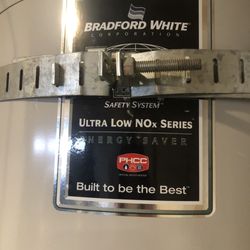 BRADFORD WHITE
CORPORATION
SAFETY SYSTEM
ULTRA LOW NOX SERIES
ENERGY SAVER
PHCC
Built to be the Best